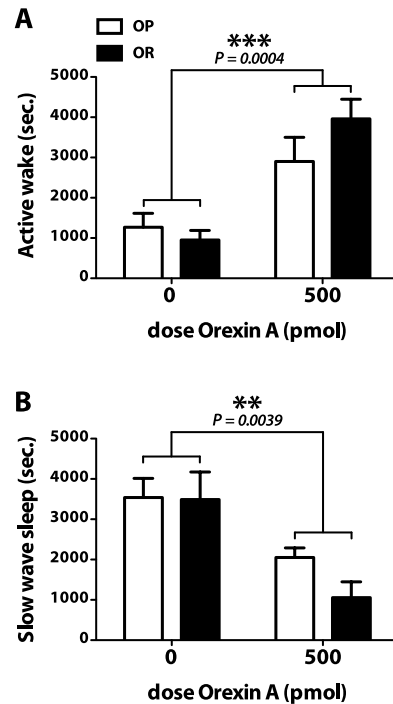 A
OP
OR
***
P = 0.0004
Active wake (sec.)
5000
4000
3000
2000
1000
0
0
500
dose Orexin A (pmol)
B
**
P = 0.0039
Slow wave sleep (sec.)
5000
4000
3000
2000
1000
0
0
500
dose Orexin A (pmol)